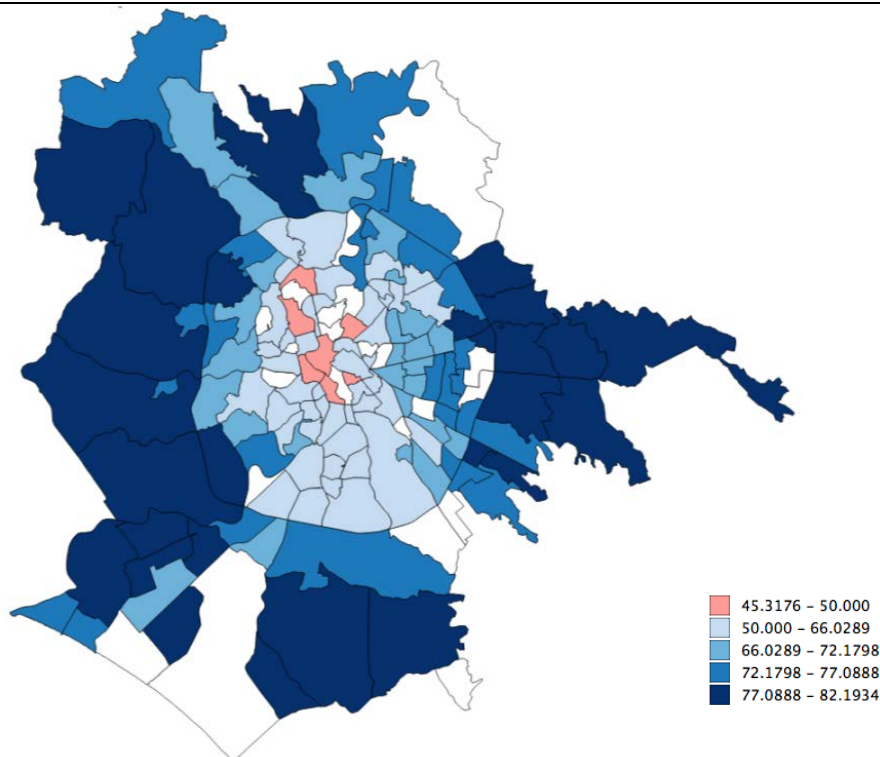 45.3176 – 50.000
50.000 – 66.0289
66.0289 – 72.1798
72.1798 – 77.0888
77.0888 – 82.1934